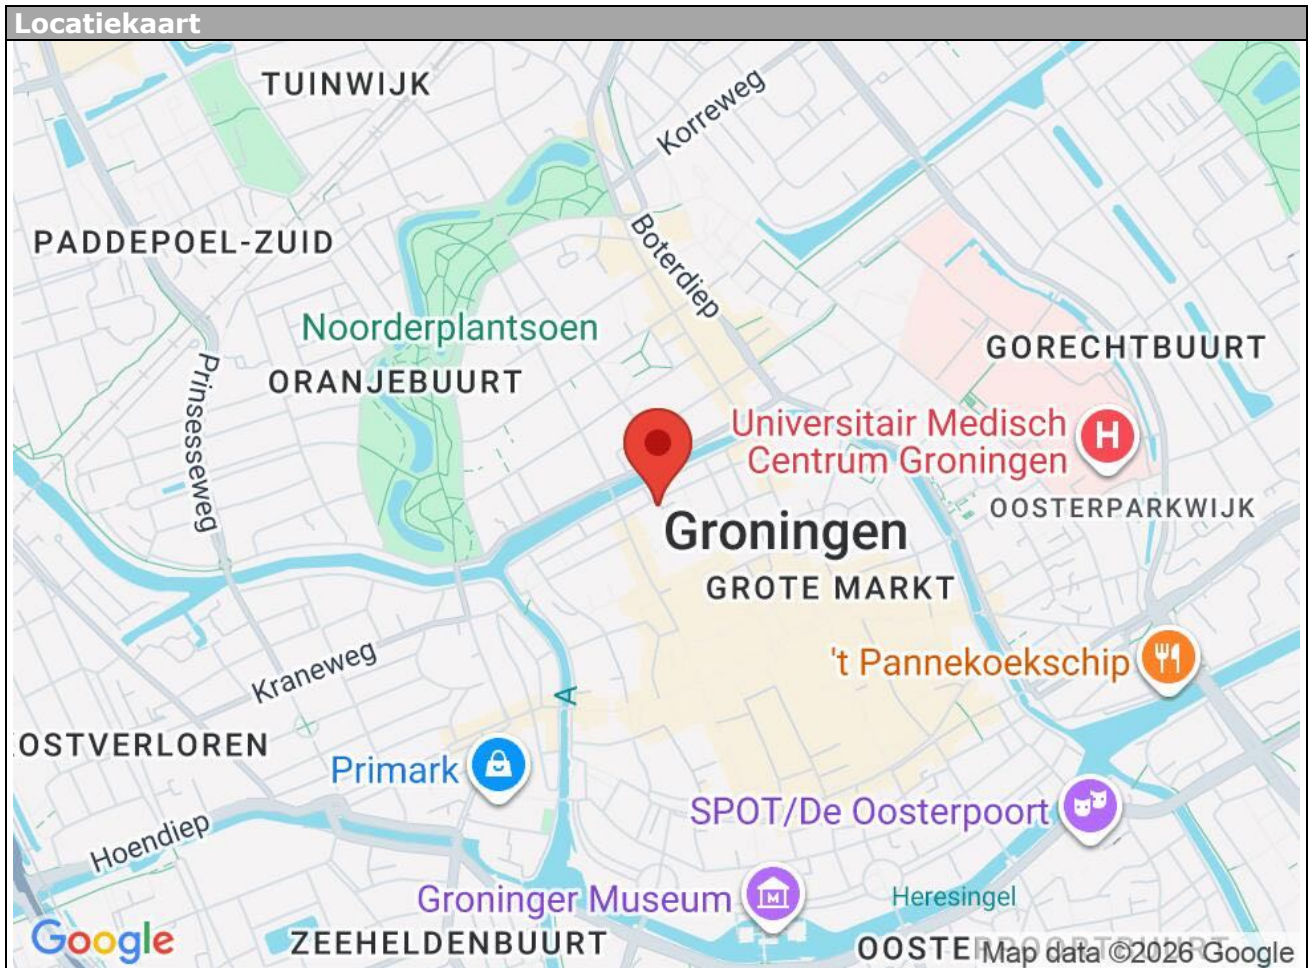 Locatiekaart
TUINWIJK
Korreweg
PADDEPOEL-ZUID
Boterdiep
Noorderplantsoen
GORECHTBUURT
ORANJEBUURT
Prinsesseweg
Universitair Medisch
Centrum Groningen
H
OOSTERPARKWIJK
Groningen
GROTE MARKT
't Pannekoekschip
Kraneweg
A
OSTVERLOREN
Primark
SPOT/De Oosterpoort
Hoendiep
Groninger Museum
M
Heresingel
Google
ZEEHELDENBUURT
OOSTERPOORTBUURT
Map data ©2026 Google